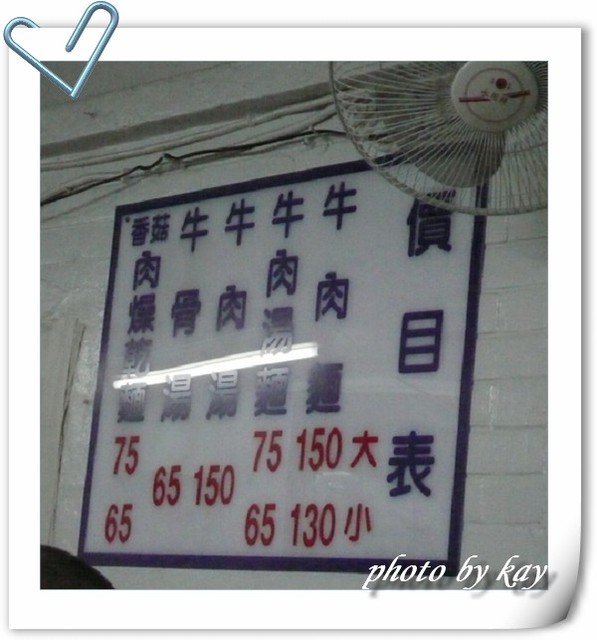 價目表
牛肉麵 大 150 小 130
牛肉湯麵 75 65
牛肉湯 150
牛骨湯 65
香菇肉燥乾麵 75 65
photo by kay